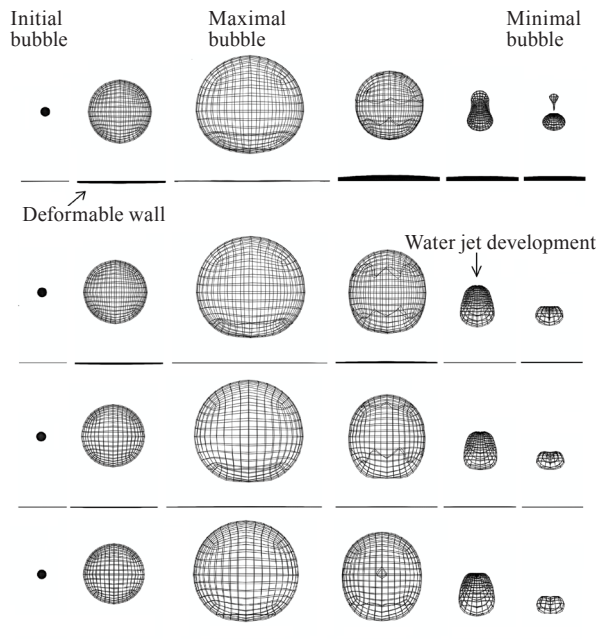 Initial
bubble
Maximal
bubble
Minimal
bubble
Deformable wall
Water jet development